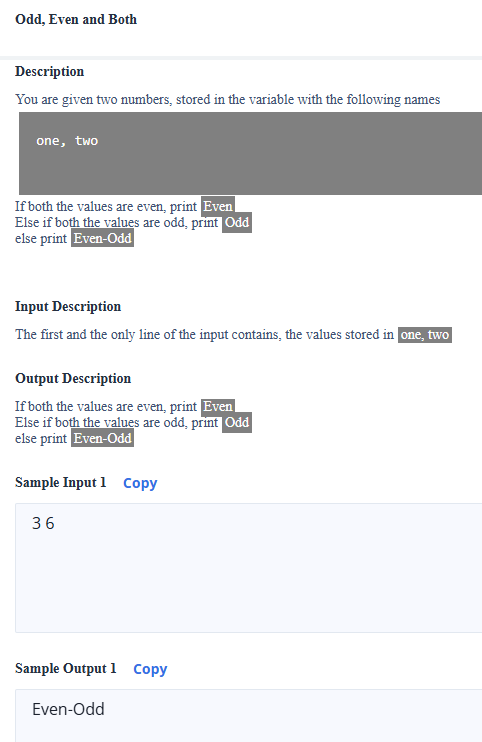 Odd, Even and Both
Description
You are given two numbers, stored in the variable with the following names
one, two
If both the values are even, print Even
Else if both the values are odd, print Odd
else print Even-Odd
Input Description
The first and the only line of the input contains, the values stored in one, two
Output Description
If both the values are even, print Even
Else if both the values are odd, print Odd
else print Even-Odd
Sample Input 1 Copy
3 6
Sample Output 1 Copy
Even-Odd